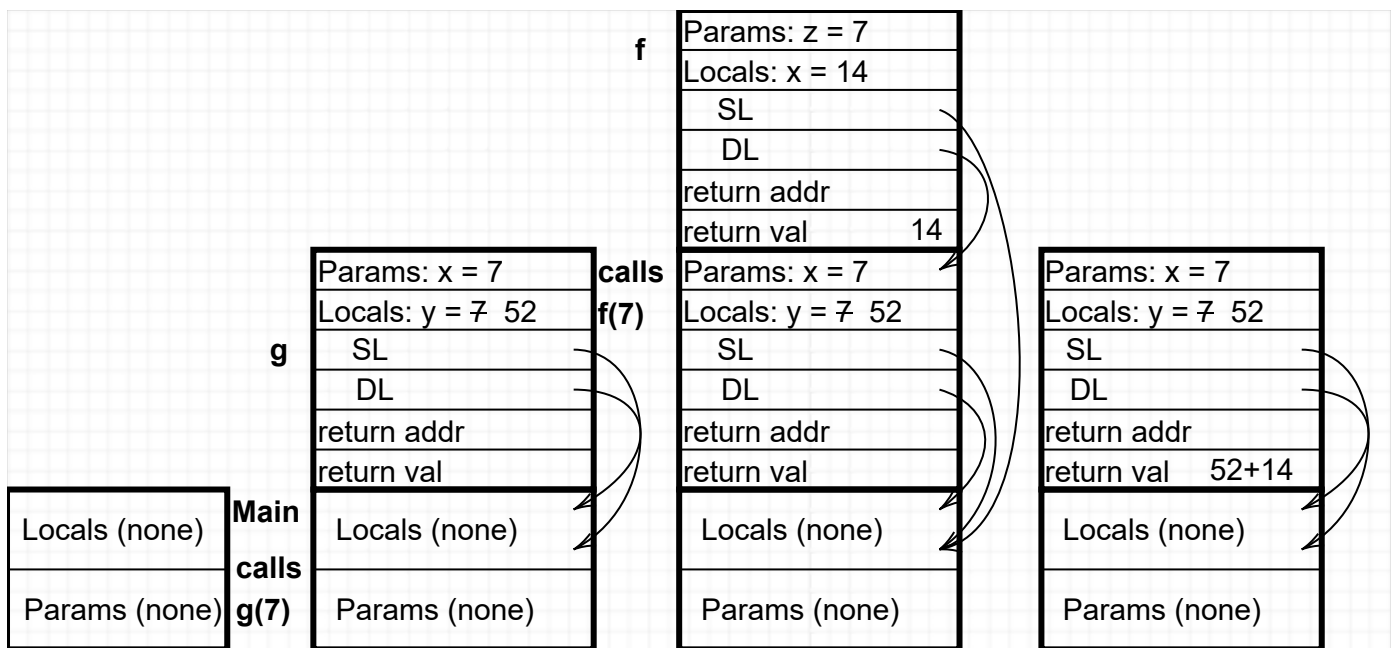 f
Params: z = 7
Locals: x = 14
SL
DL
return addr
return val 14
g
Params: x = 7
Locals: y = 7 52
SL
DL
return addr
return val
calls
f(7)
Params: x = 7
Locals: y = 7 52
SL
DL
return addr
return val
Params: x = 7
Locals: y = 7 52
SL
DL
return addr
return val 52+14
Locals (none)
Params (none)
Main
calls
g(7)
Locals (none)
Params (none)
Locals (none)
Params (none)
Locals (none)
Params (none)